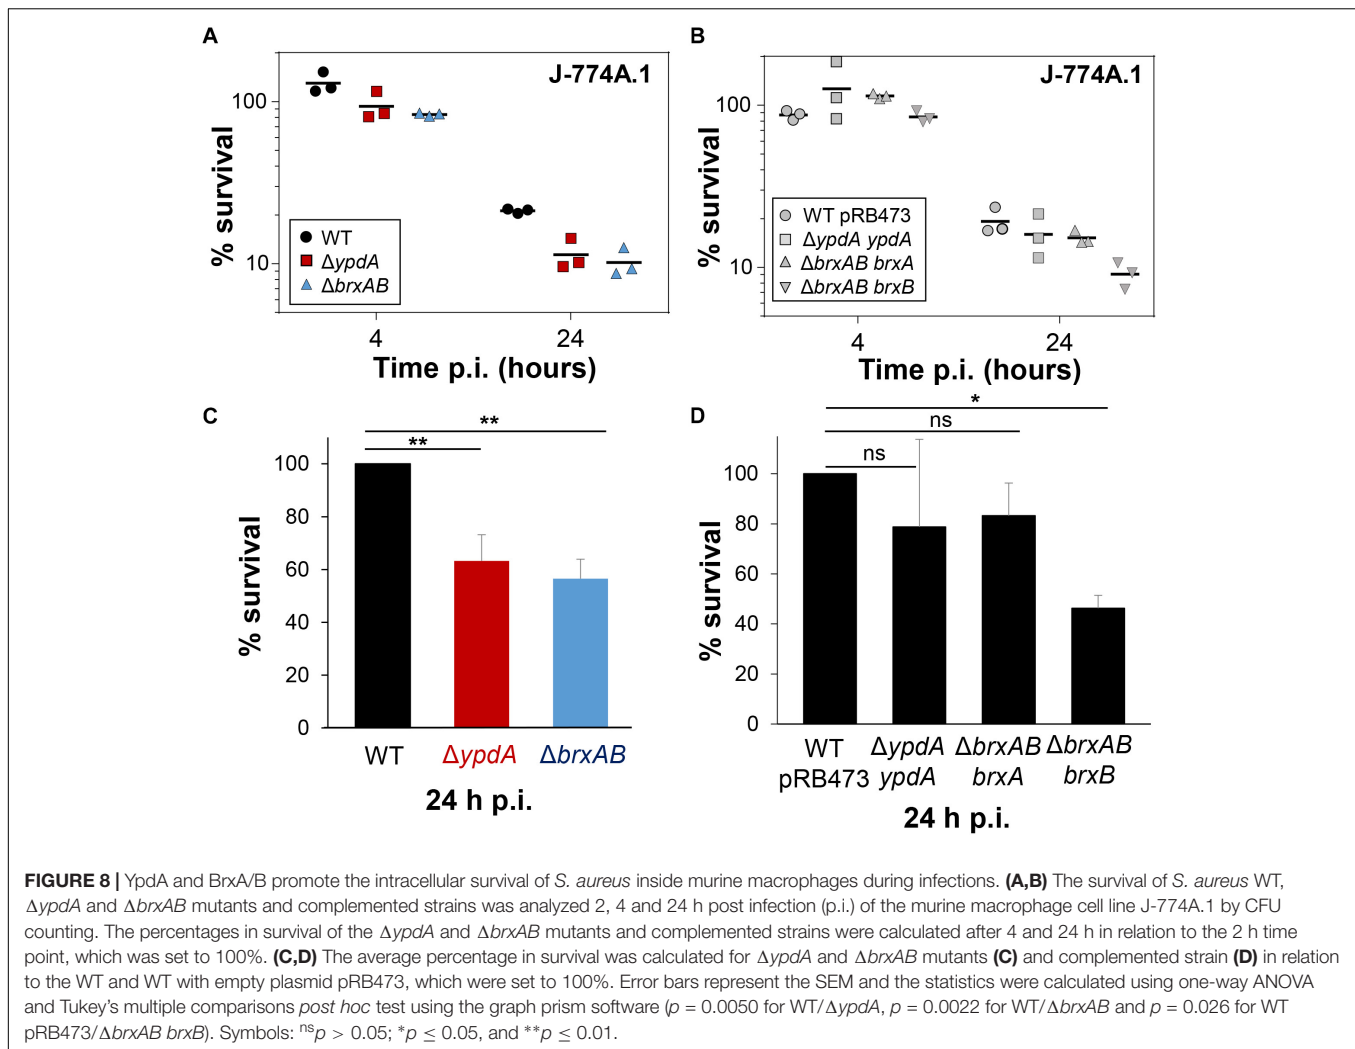 A
J-774A.1
100
10
% survival
WT
ΔypdA
ΔbrxAB
4
24
Time p.i. (hours)
B
J-774A.1
100
10
% survival
WT pRB473
ΔypdA ypdA
ΔbrxAB brxA
ΔbrxAB brxB
4
24
Time p.i. (hours)
C
**
**
100
80
60
40
20
0
% survival
WT
ΔypdA
ΔbrxAB
24 h p.i.
D
*
ns
ns
100
80
60
40
20
0
% survival
WT
pRB473
ΔypdA
ypdA
ΔbrxAB
brxA
ΔbrxAB
brxB
24 h p.i.
FIGURE 8 | YpdA and BrxA/B promote the intracellular survival of S. aureus inside murine macrophages during infections. (A,B) The survival of S. aureus WT,
ΔypdA and ΔbrxAB mutants and complemented strains was analyzed 2, 4 and 24 h post infection (p.i.) of the murine macrophage cell line J-774A.1 by CFU
counting. The percentages in survival of the ΔypdA and ΔbrxAB mutants and complemented strains were calculated after 4 and 24 h in relation to the 2 h time
point, which was set to 100%. (C,D) The average percentage in survival was calculated for ΔypdA and ΔbrxAB mutants (C) and complemented strain (D) in relation
to the WT and WT with empty plasmid pRB473, which were set to 100%. Error bars represent the SEM and the statistics were calculated using one-way ANOVA
and Tukey's multiple comparisons post hoc test using the graph prism software (p = 0.0050 for WT/ΔypdA, p = 0.0022 for WT/ΔbrxAB and p = 0.026 for WT
pRB473/ΔbrxAB brxB). Symbols: ns p > 0.05; *p ≤ 0.05, and **p ≤ 0.01.